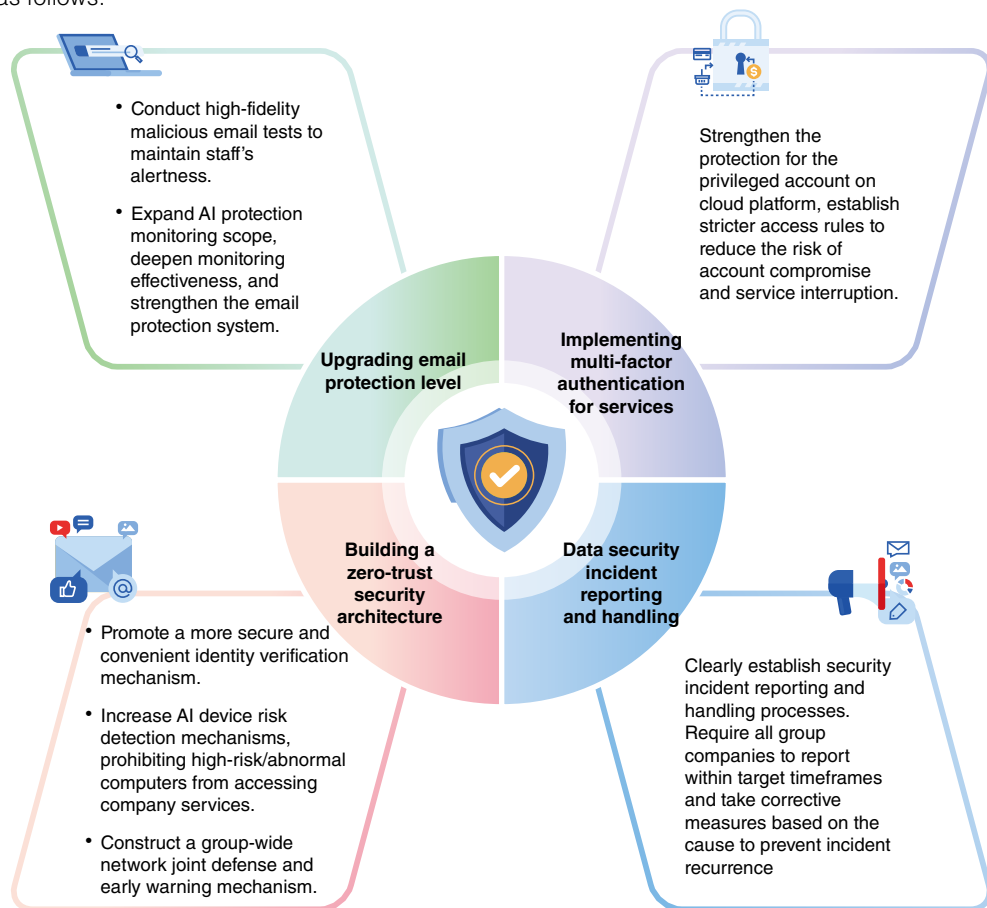 as follows:
• Conduct high-fidelity
malicious email tests to
maintain staff's
alertness.
• Expand AI protection
monitoring scope,
deepen monitoring
effectiveness, and
strengthen the email
protection system.
Strengthen the
protection for the
privileged account on
cloud platform, establish
stricter access rules to
reduce the risk of
account compromise
and service interruption.
Upgrading email
protection level
Implementing
multi-factor
authentication
for services
Building a
zero-trust
security
architecture
Data security
incident
reporting
and handling
• Promote a more secure and
convenient identity verification
mechanism.
• Increase AI device risk
detection mechanisms,
prohibiting high-risk/abnormal
computers from accessing
company services.
• Construct a group-wide
network joint defense and
early warning mechanism.
Clearly establish security
incident reporting and
handling processes.
Require all group
companies to report
within target timeframes
and take corrective
measures based on the
cause to prevent incident
recurrence